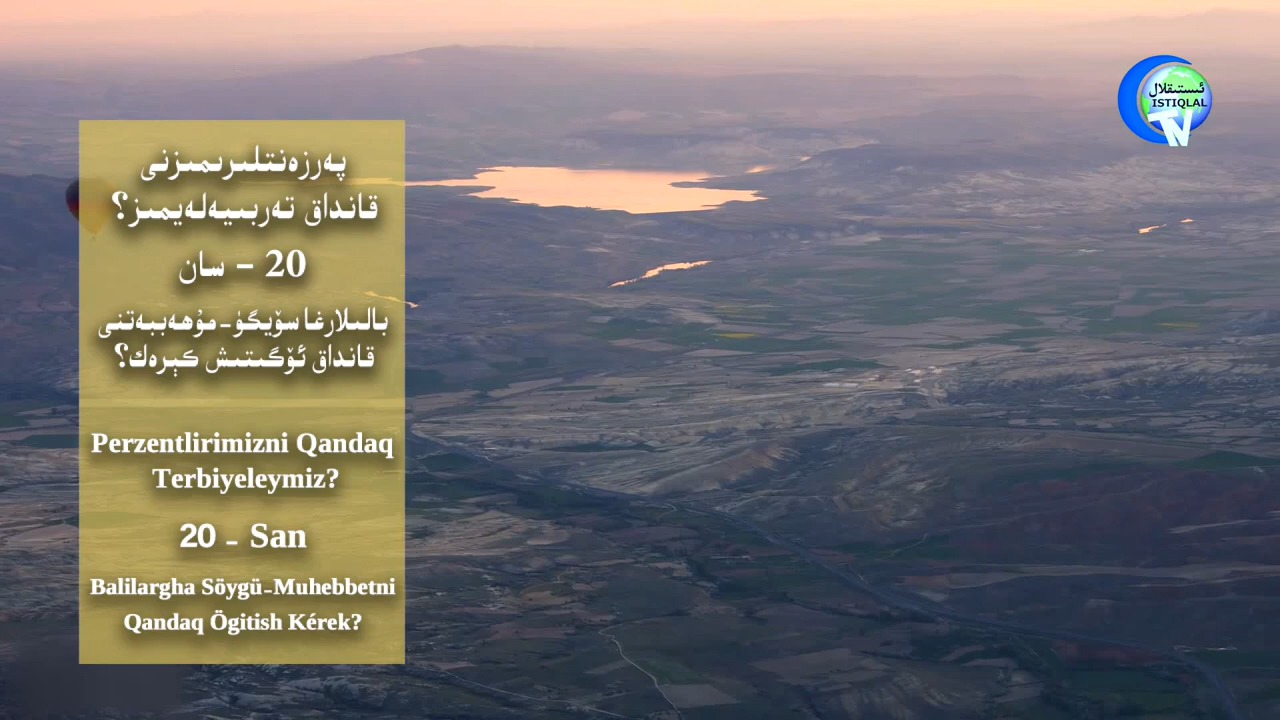 پەرزەنتلىرىمىزنى
قانداق تەربىيەلەيمىز؟
20 - سان
باللىلارغا سۆيگۈ-مۇھەببەتنى
قانداق ئۆگىتىش كېرەك؟
Perzentlirimizni Qandaq
Terbiyeleymiz?
20 - San
Balilargha Söygü-Muhebbetni
Qandaq Ögitish Kérek?
ئىستىقلال
ISTIQLAL
TV